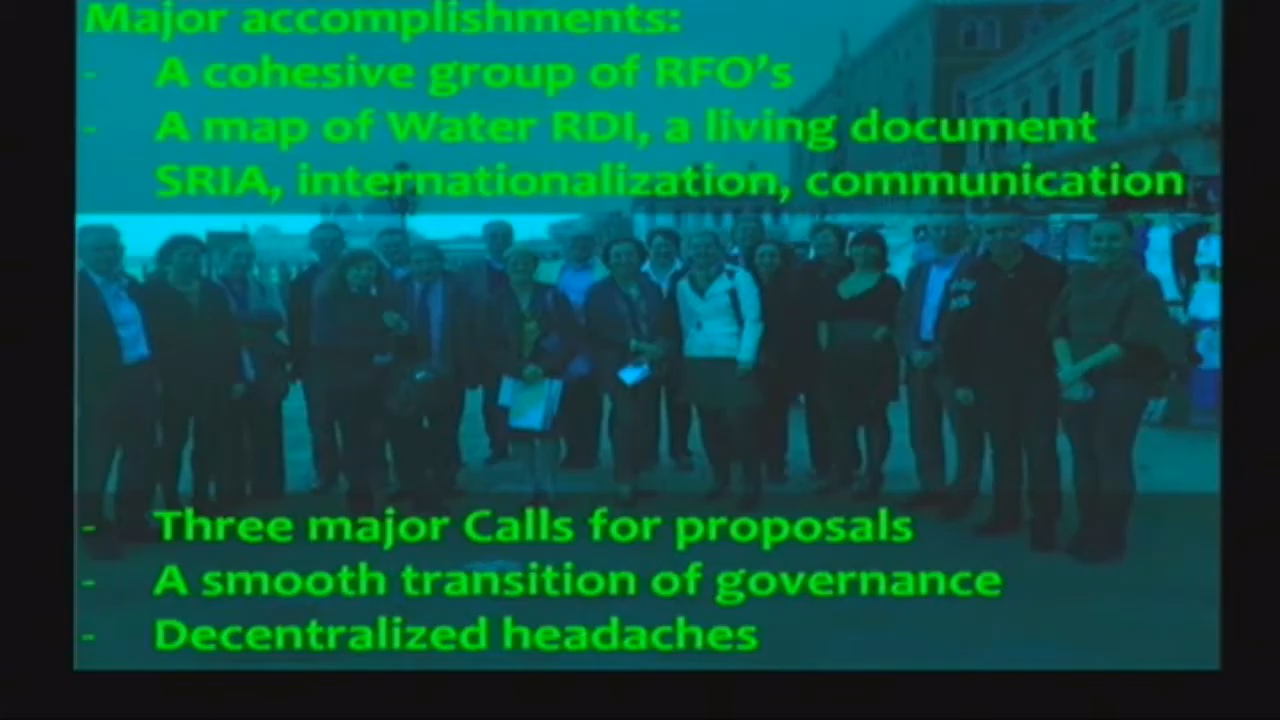 Major accomplishments:
- A cohesive group of RFO's
- A map of Water RDI, a living document
SRIA, internationalization, communication
- Three major Calls for proposals
- A smooth transition of governance
- Decentralized headaches